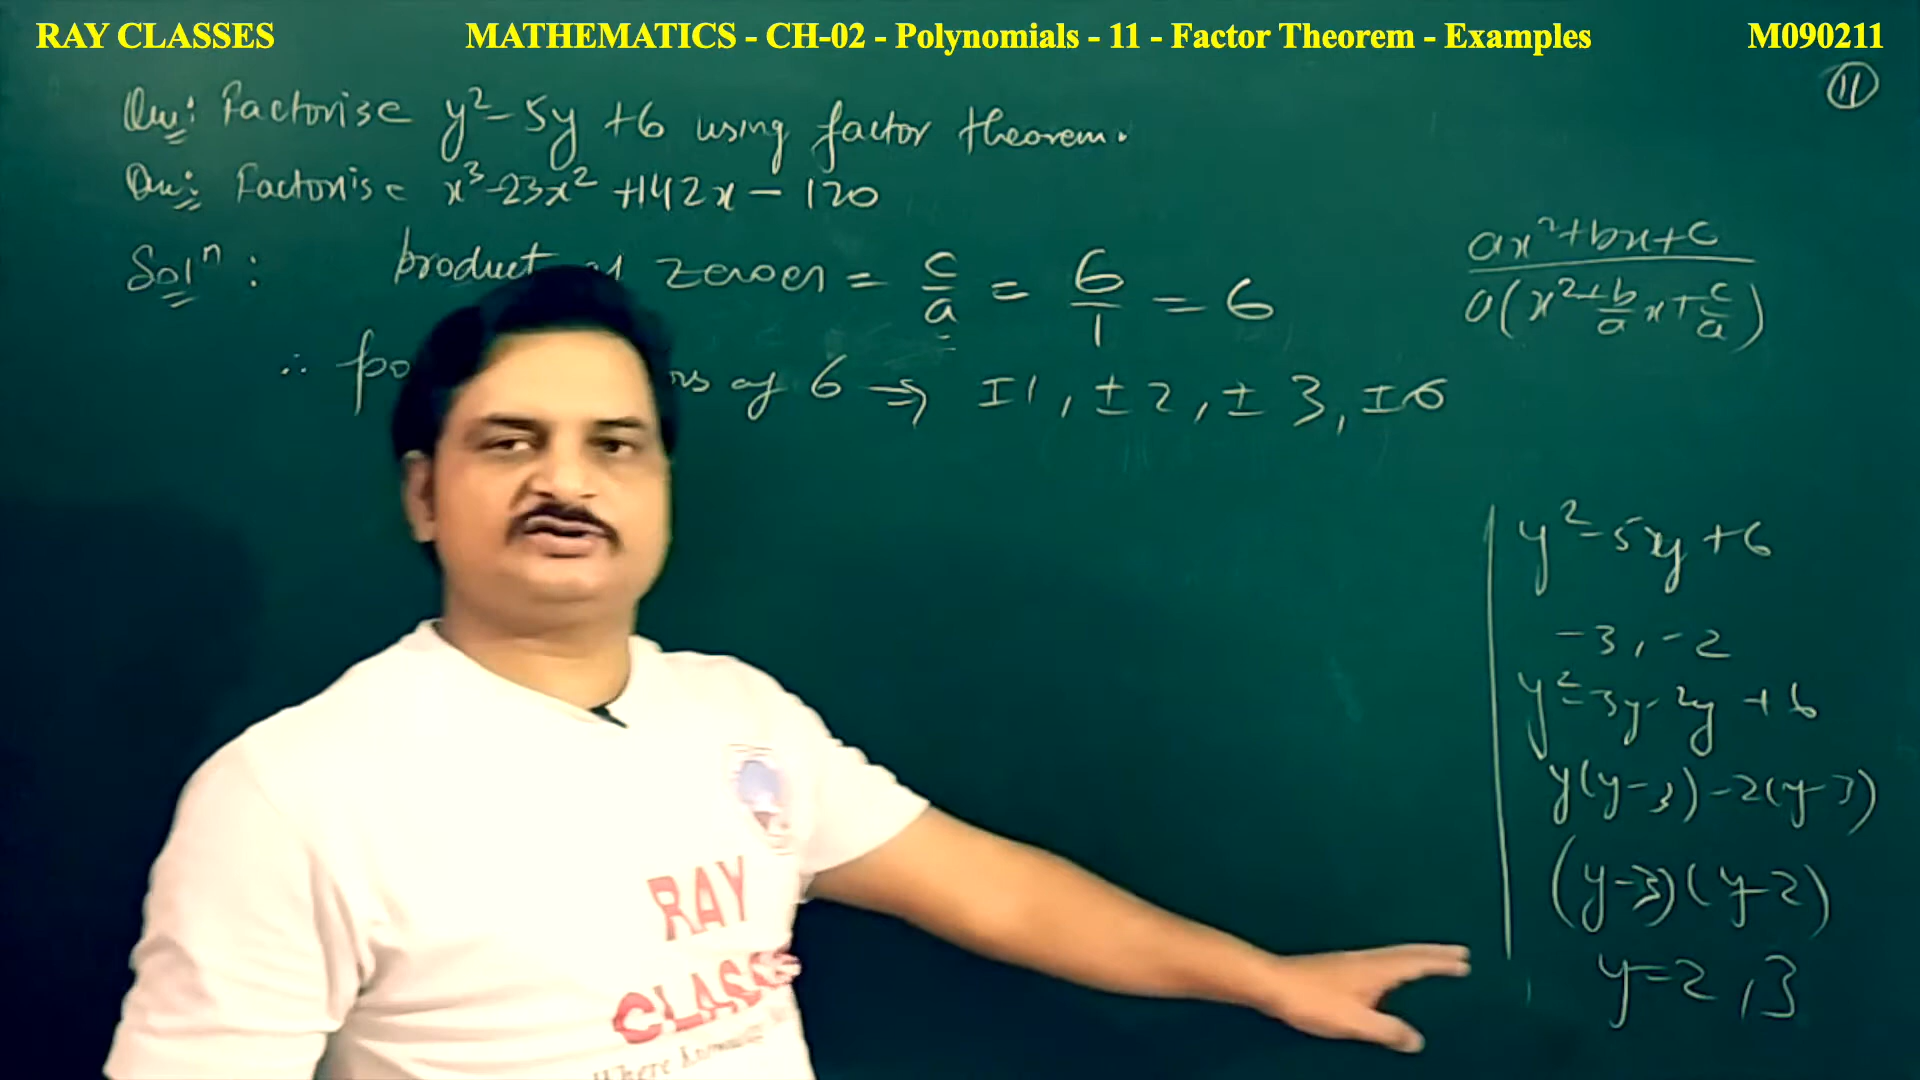 RAY CLASSES MATHEMATICS - CH-02 - Polynomials - 11 - Factor Theorem - Examples M090211
11
Qu: Factorise y² - 5y + 6 using factor theorem.
Qu: Factorise x³ - 23x² + 142x - 120
Solⁿ : product of zeroes = c/a = 6/1 = 6
ax² + bx + c
a(x² + b/a x + c/a)
∴ of 6 ⇒ ±1, ±2, ±3, ±6
y² - 5y + 6
-3, -2
y² - 3y - 2y + 6
y(y-3) - 2(y-3)
(y-3)(y-2)
y = 2, 3
RAY
CLASSES
Where